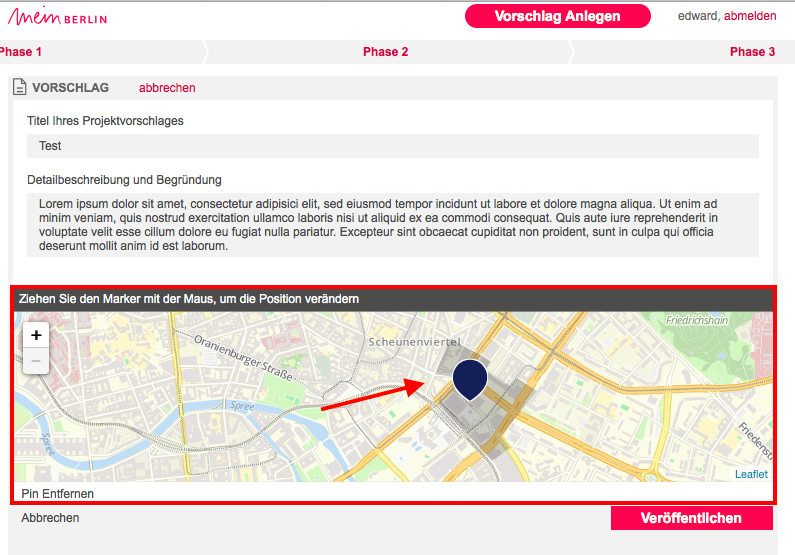 mein BERLIN
Vorschlag Anlegen
edward, abmelden
Phase 1
Phase 2
Phase 3
VORSCHLAG
abbrechen
Titel Ihres Projektvorschlages
Test
Detailbeschreibung und Begründung
Lorem ipsum dolor sit amet, consectetur adipisici elit, sed eiusmod tempor incidunt ut labore et dolore magna aliqua. Ut enim ad
minim veniam, quis nostrud exercitation ullamco laboris nisi ut aliquid ex ea commodi consequat. Quis aute iure reprehenderit in
voluptate velit esse cillum dolore eu fugiat nulla pariatur. Excepteur sint obcaecat cupiditat non proident, sunt in culpa qui officia
deserunt mollit anim id est laborum.
Ziehen Sie den Marker mit der Maus, um die Position verändern
Friedrichshain
+
−
Scheunenviertel
Oranienburger Straße
Spree
Spree
Friedenst
Leaflet
Pin Entfernen
Abbrechen
Veröffentlichen